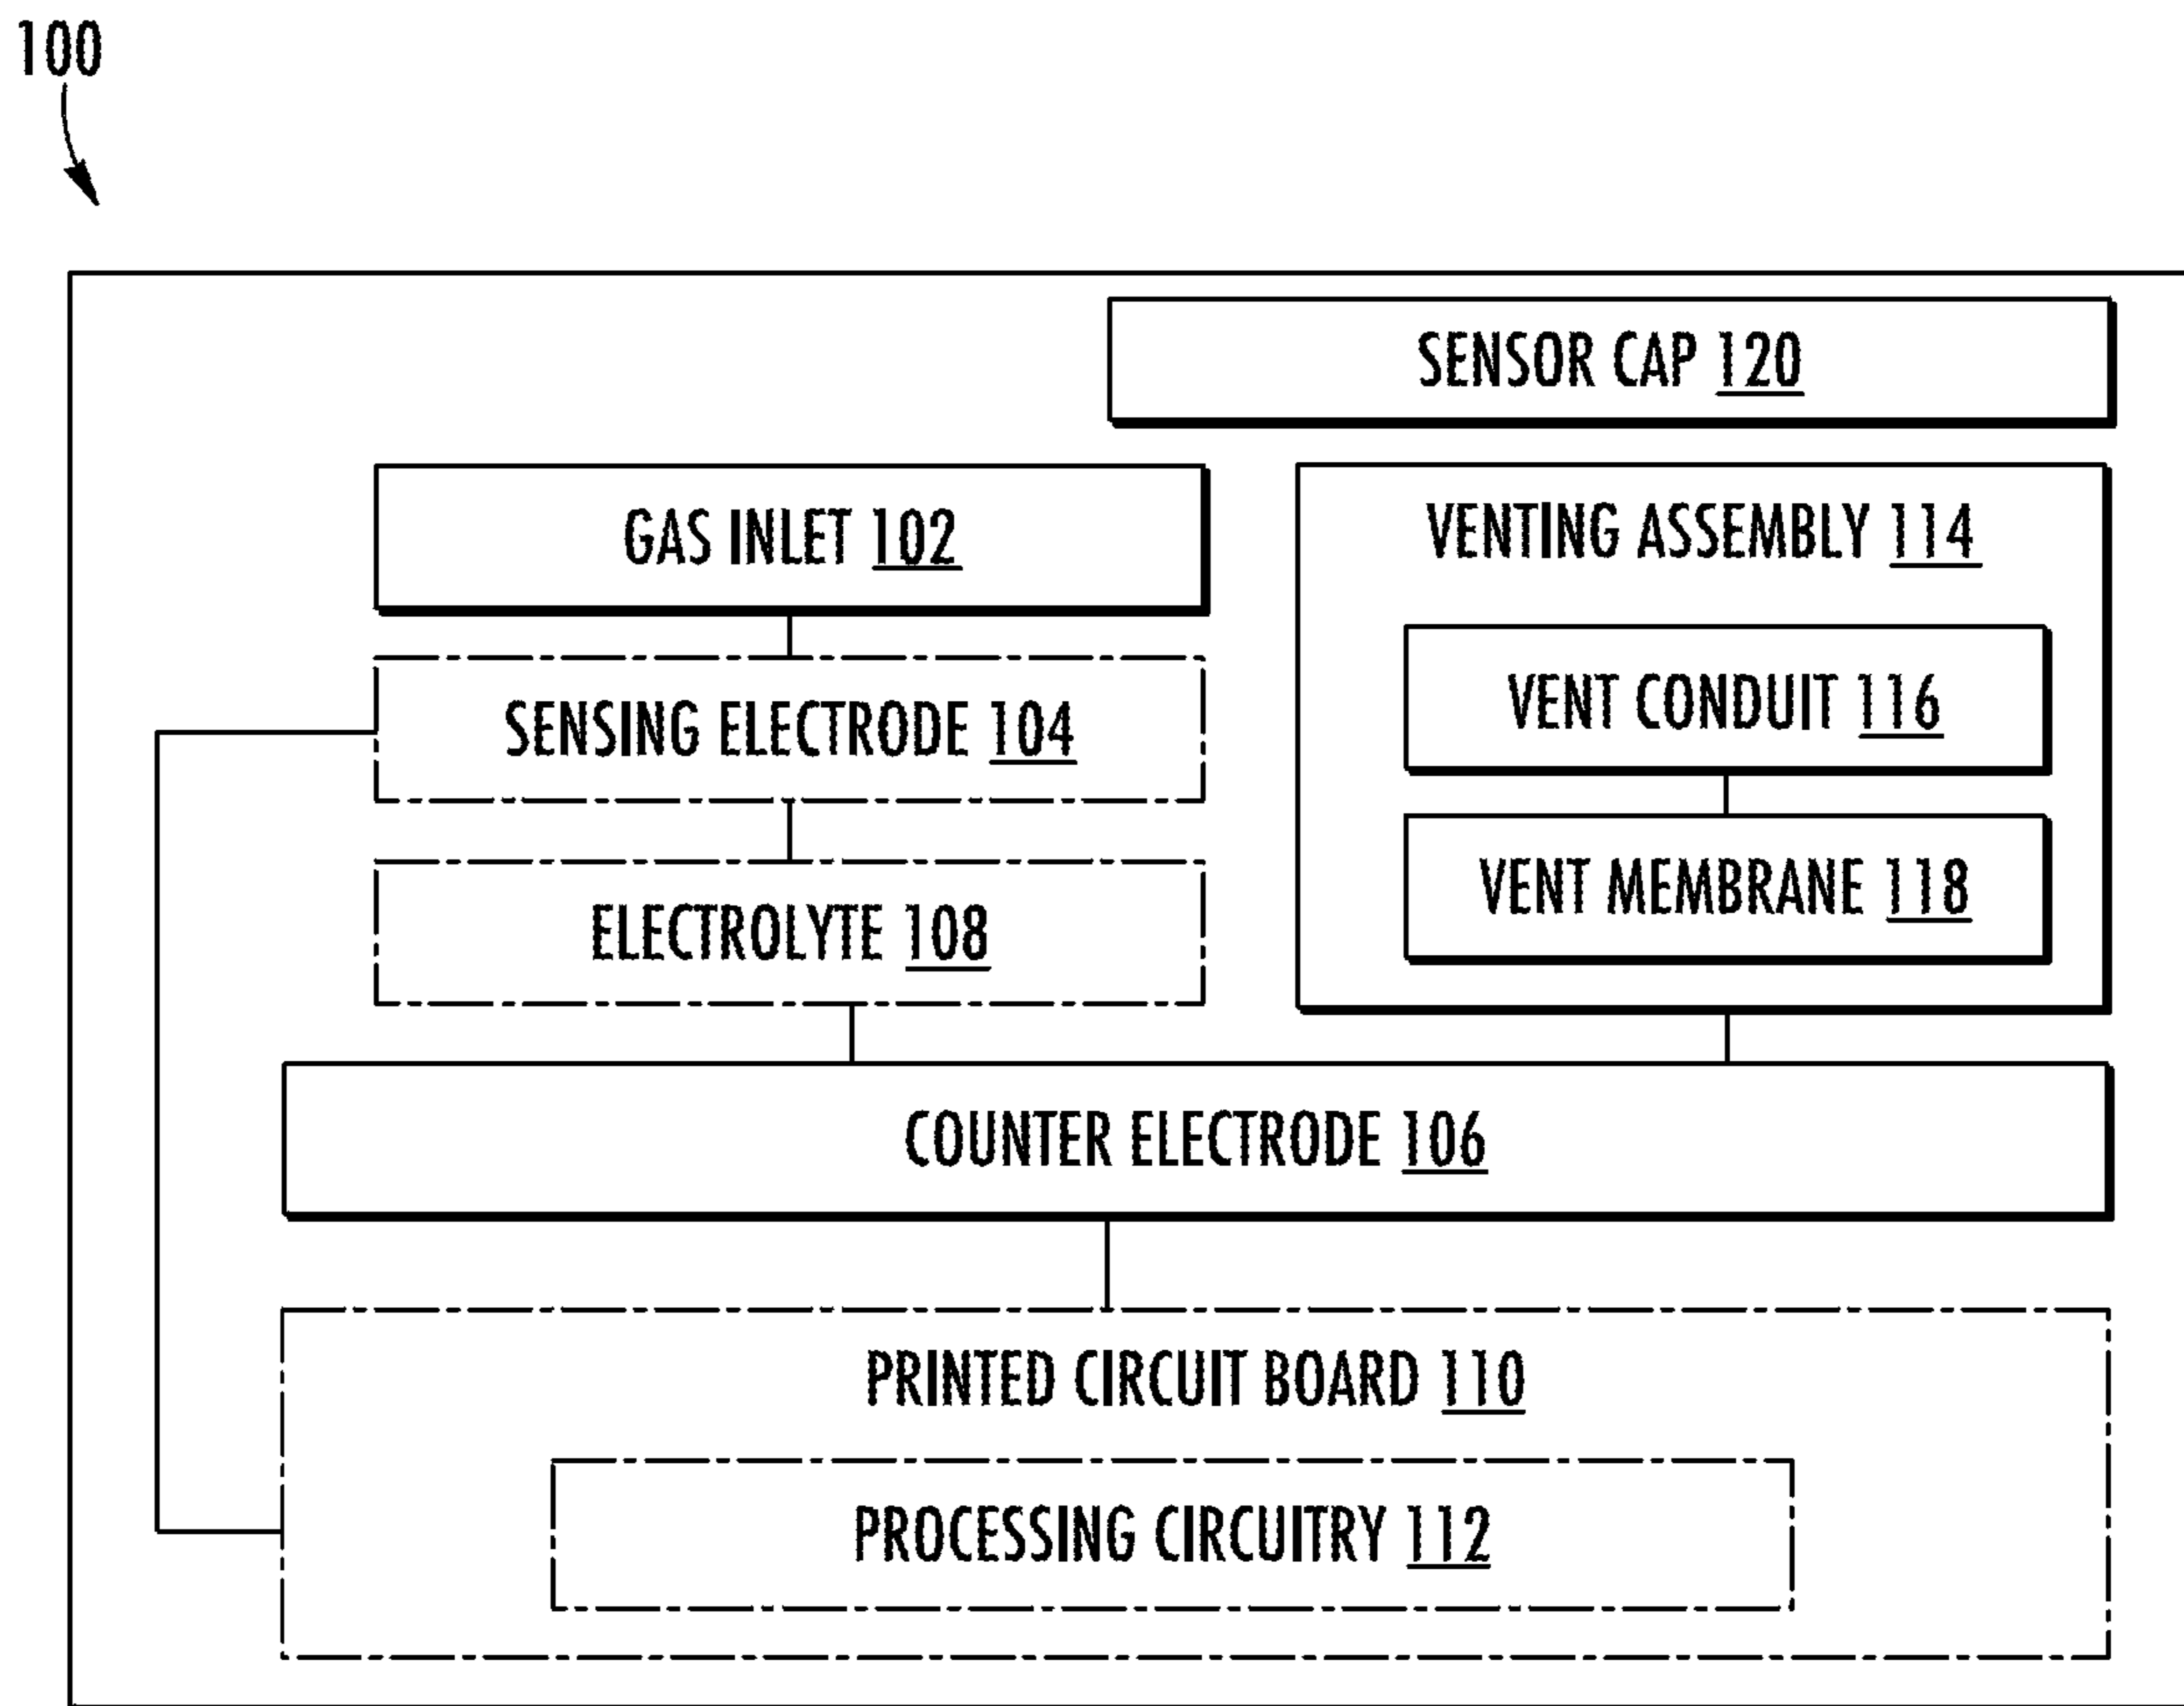 100
SENSOR CAP 120
GAS INLET 102
VENTING ASSEMBLY 114
SENSING ELECTRODE 104
VENT CONDUIT 116
ELECTROLYTE 108
VENT MEMBRANE 118
COUNTER ELECTRODE 106
PRINTED CIRCUIT BOARD 110
PROCESSING CIRCUITRY 112